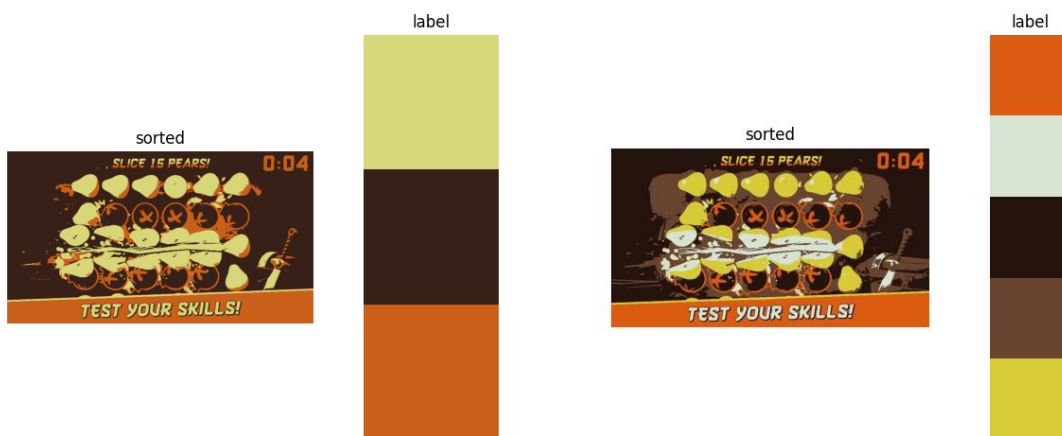 label
label
sorted
sorted
SLICE 15 PEARS!
0:04
SLICE 15 PEARS!
0:04
TEST YOUR SKILLS!
TEST YOUR SKILLS!